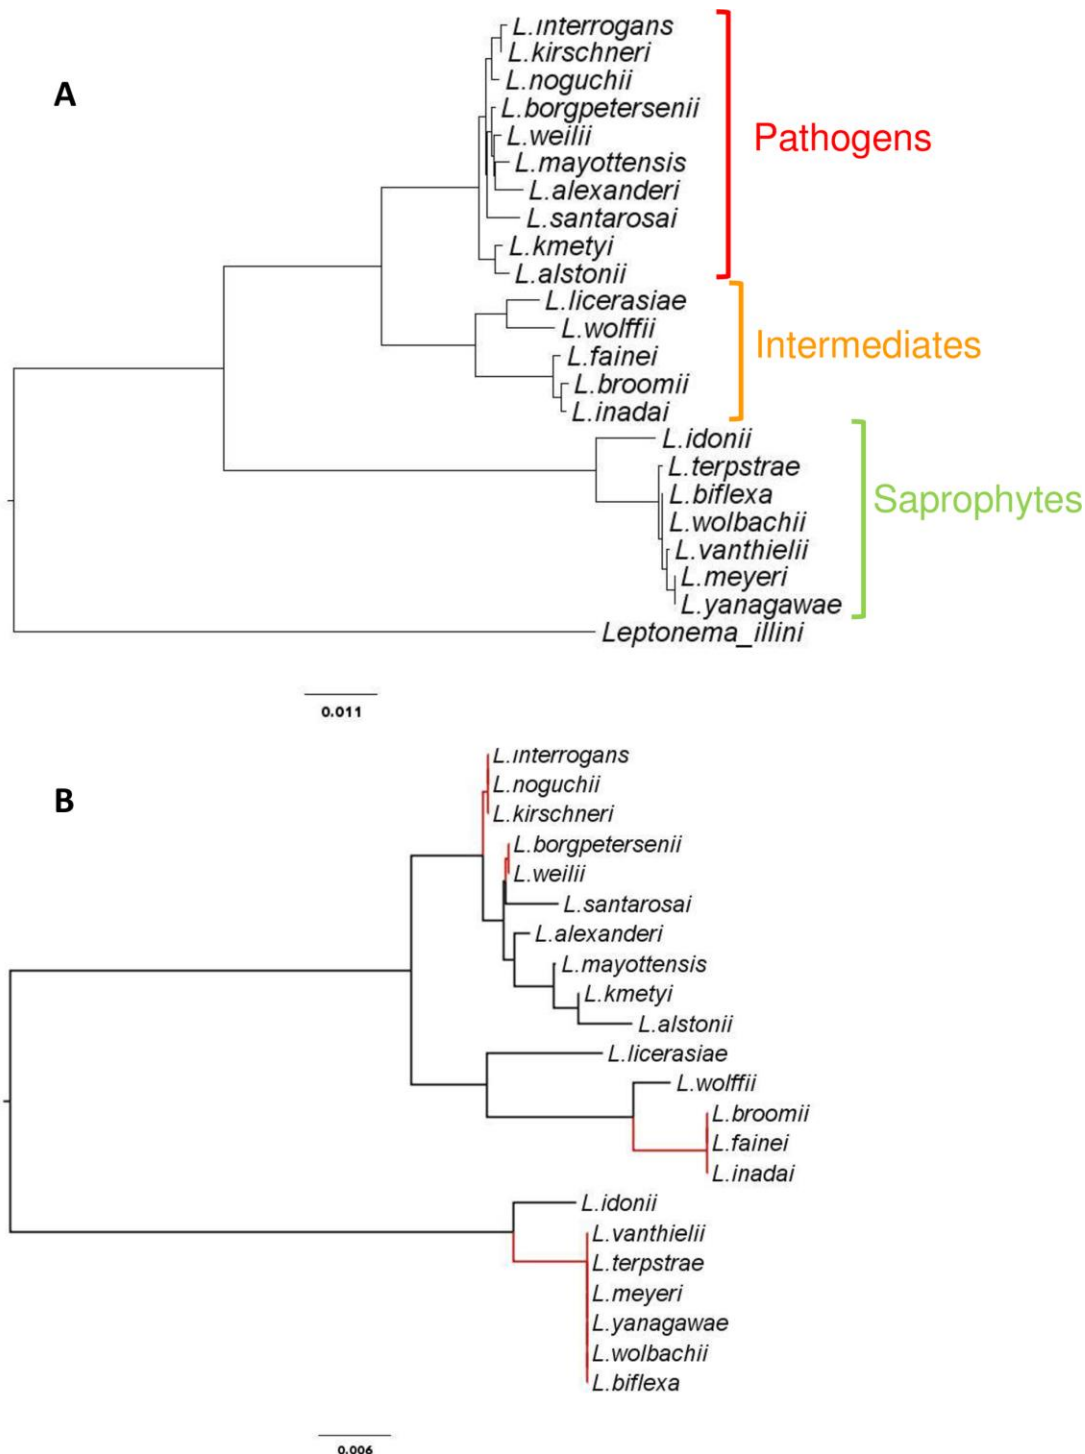 A
L.interrogans
L.kirschneri
L.noguchii
L.borgpetersenii
L.weilii
L.mayottensis
L.alexanderi
L.santarosai
L.kmetyi
L.alstonii
Pathogens
L.licerasiae
L.wolffii
L.fainei
L.broomii
L.inadai
Intermediates
L.idonii
L.terpstrae
L.biflexa
L.wolbachii
L.vanthielii
L.meyeri
L.yanagawae
Saprophytes
Leptonema_illini
0.011
B
L.interrogans
L.noguchii
L.kirschneri
L.borgpetersenii
L.weilii
L.santarosai
L.alexanderi
L.mayottensis
L.kmetyi
L.alstonii
L.licerasiae
L.wolffii
L.broomii
L.fainei
L.inadai
L.idonii
L.vanthielii
L.terpstrae
L.meyeri
L.yanagawae
L.wolbachii
L.biflexa
0.006